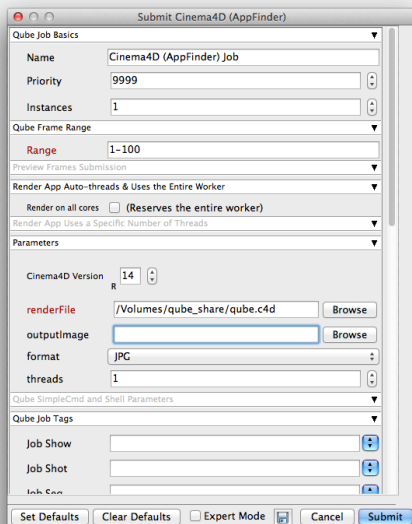 Submit Cinema4D (AppFinder)
Qube Job Basics
Name Cinema4D (AppFinder) Job
Priority 9999
Instances 1
Qube Frame Range
Range 1-100
Preview Frames Submission
Render App Auto-threads & Uses the Entire Worker
Render on all cores (Reserves the entire worker)
Render App Uses a Specific Number of Threads
Parameters
Cinema4D Version R 14
renderFile /Volumes/qube_share/qube.c4d Browse
outputImage Browse
format JPG
threads 1
Qube SimpleCmd and Shell Parameters
Qube Job Tags
Job Show
Job Shot
Job Seq
Set Defaults Clear Defaults Expert Mode Cancel Submit